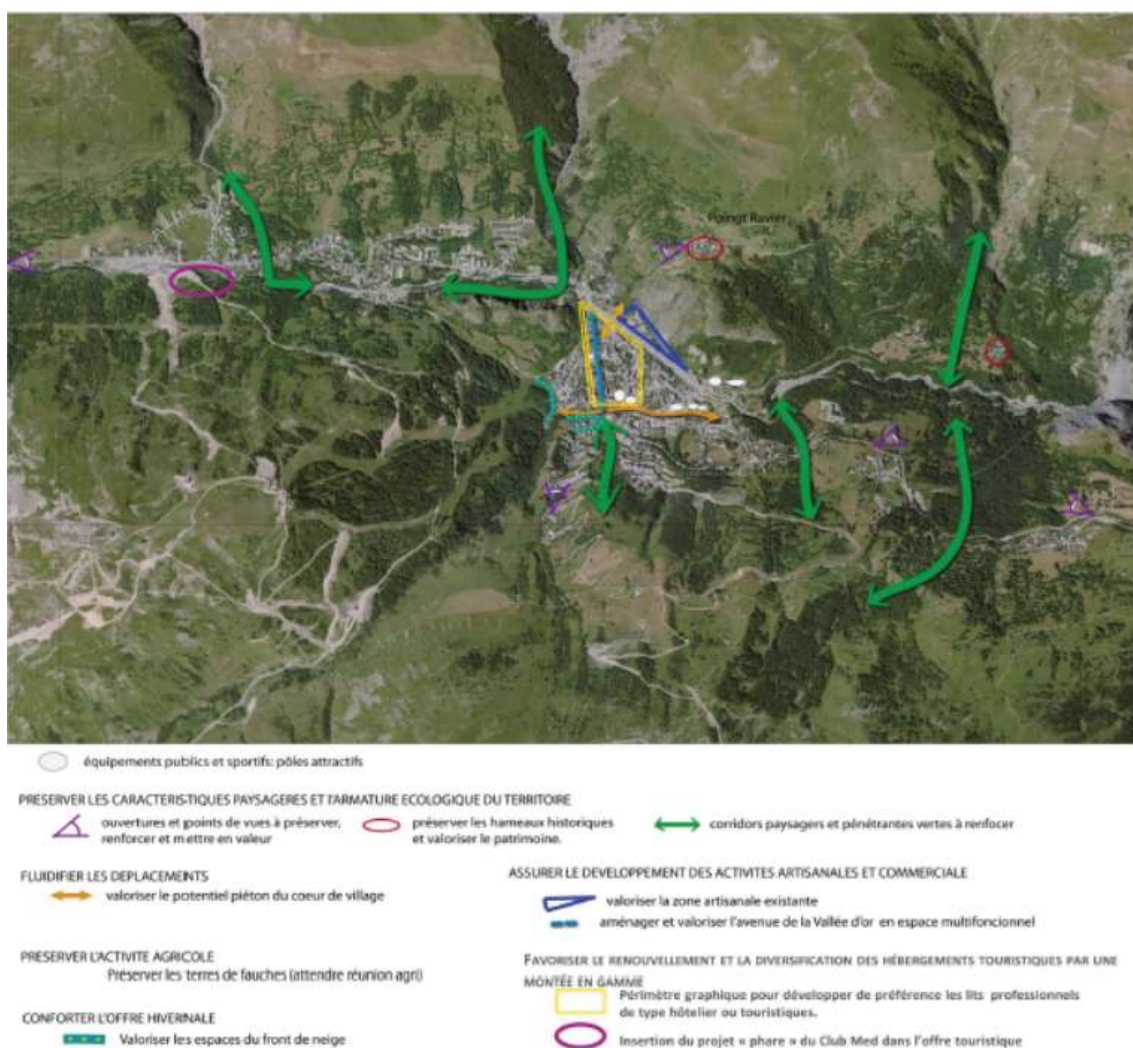 Poingt Ravier
équipements publics et sportifs: pôles attractifs
PRESERVER LES CARACTERISTIQUES PAYSAGERES ET l'ARMATURE ECOLOGIQUE DU TERRITOIRE
ouvertures et points de vues à préserver,
renforcer et mettre en valeur
préserver les hameaux historiques
et valoriser le patrimoine.
corridors paysagers et pénétrantes vertes à renfocer
FLUIDIFIER LES DEPLACEMENTS
valoriser le potentiel piéton du coeur de village
ASSURER LE DEVELOPPEMENT DES ACTIVITES ARTISANALES ET COMMERCIALE
valoriser la zone artisanale existante
aménager et valoriser l'avenue de la Vallée d'or en espace multifoncionnel
PRESERVER L'ACTIVITE AGRICOLE
Préserver les terres de fauches (attendre réunion agri)
FAVORISER LE RENOUVELLEMENT ET LA DIVERSIFICATION DES HÉBERGEMENTS TOURISTIQUES PAR UNE
MONTÉE EN GAMME
Périmètre graphique pour développer de préférence les lits professionnels
de type hôtelier ou touristiques.
CONFORTER L'OFFRE HIVERINALE
Valoriser les espaces du front de neige
Insertion du projet « phare » du Club Med dans l'offre touristique